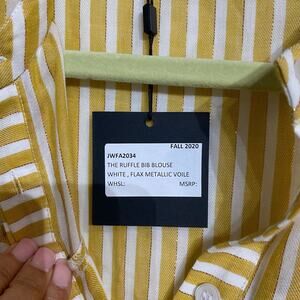 FALL 2020
JWFA2034
THE RUFFLE BIB BLOUSE
WHITE , FLAX METALLIC VOILE
WHSL: MSRP: